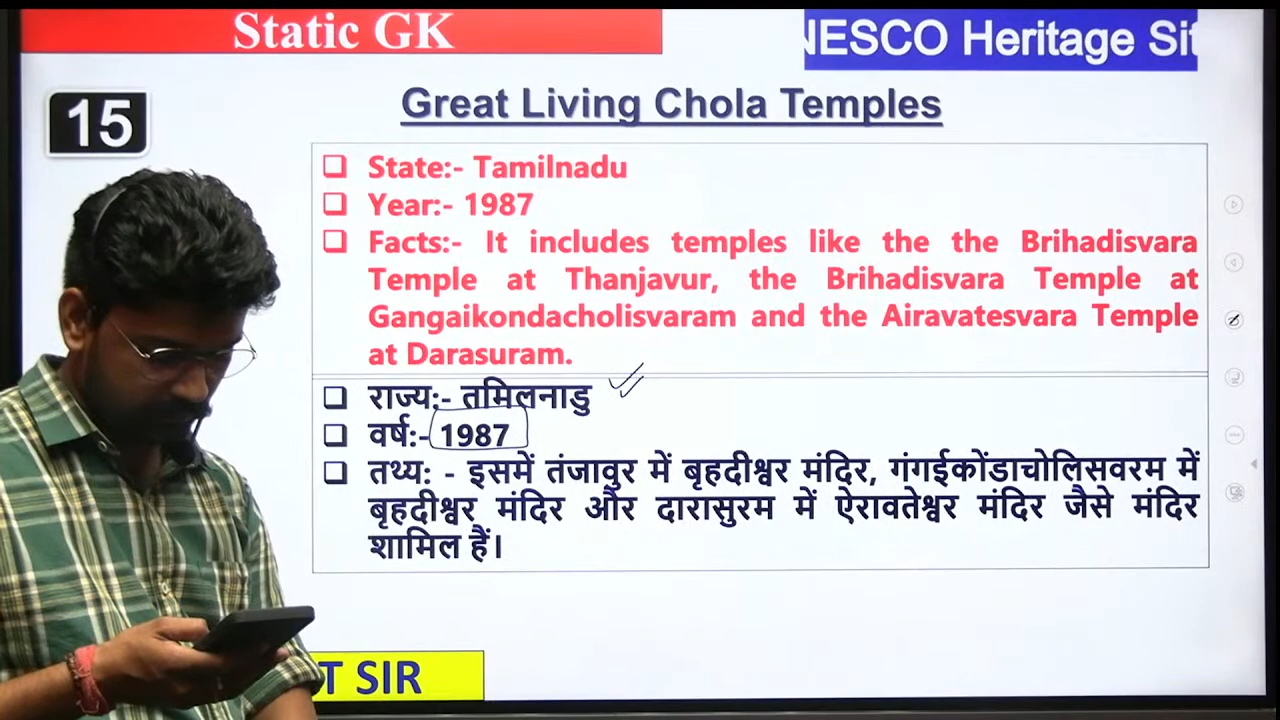 Static GK
NESCO Heritage Sit
15
Great Living Chola Temples
❑ State:- Tamilnadu
❑ Year:- 1987
❑ Facts:- It includes temples like the the Brihadisvara
Temple at Thanjavur, the Brihadisvara Temple at
Gangaikondacholisvaram and the Airavatesvara Temple
at Darasuram.
❑ राज्य:- तमिलनाडु
❑ वर्ष:- 1987
❑ तथ्य: - इसमें तंजावुर में बृहदीश्वर मंदिर, गंगईकोंडाचोलिसवरम में
बृहदीश्वर मंदिर और दारासुरम में ऐरावतेश्वर मंदिर जैसे मंदिर
शामिल हैं।
T SIR